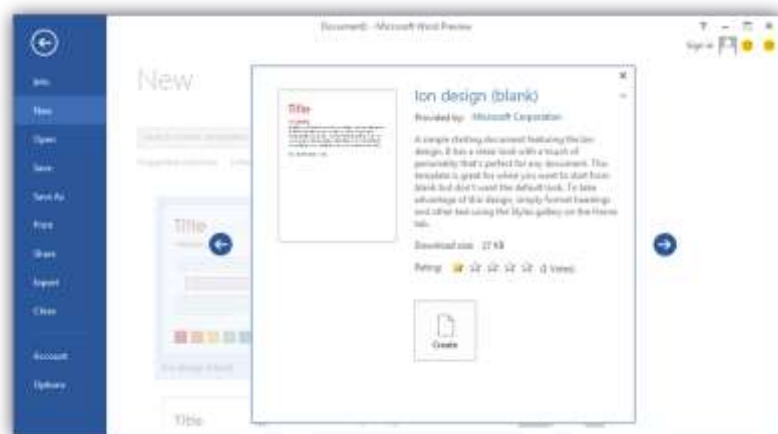 Document1 - Microsoft Word Preview
Sign in
Info
New
Open
Save
Save As
Print
Share
Export
Close
Account
Options
New
Title
Title
Title
Ion design (blank)
Provided by: Microsoft Corporation
A simple starting document featuring the Ion
design. It has a sleek look with a touch of
personality that's perfect for any document. This
template is great for when you want to start from
blank but don't want the default look. To take
advantage of this design, simply format headings
and other text using the Styles gallery on the Home
tab.
Download size: 27 KB
Rating: Votes)
Create